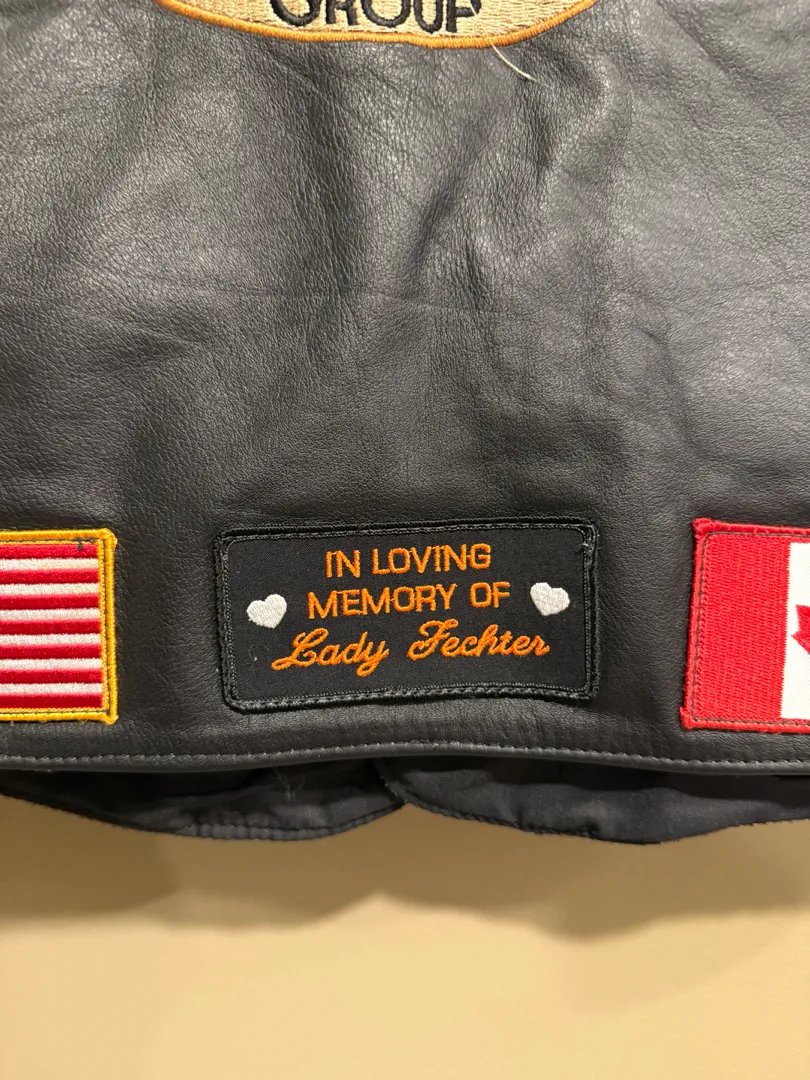 GROUP
IN LOVING
MEMORY OF
Lady Fechter